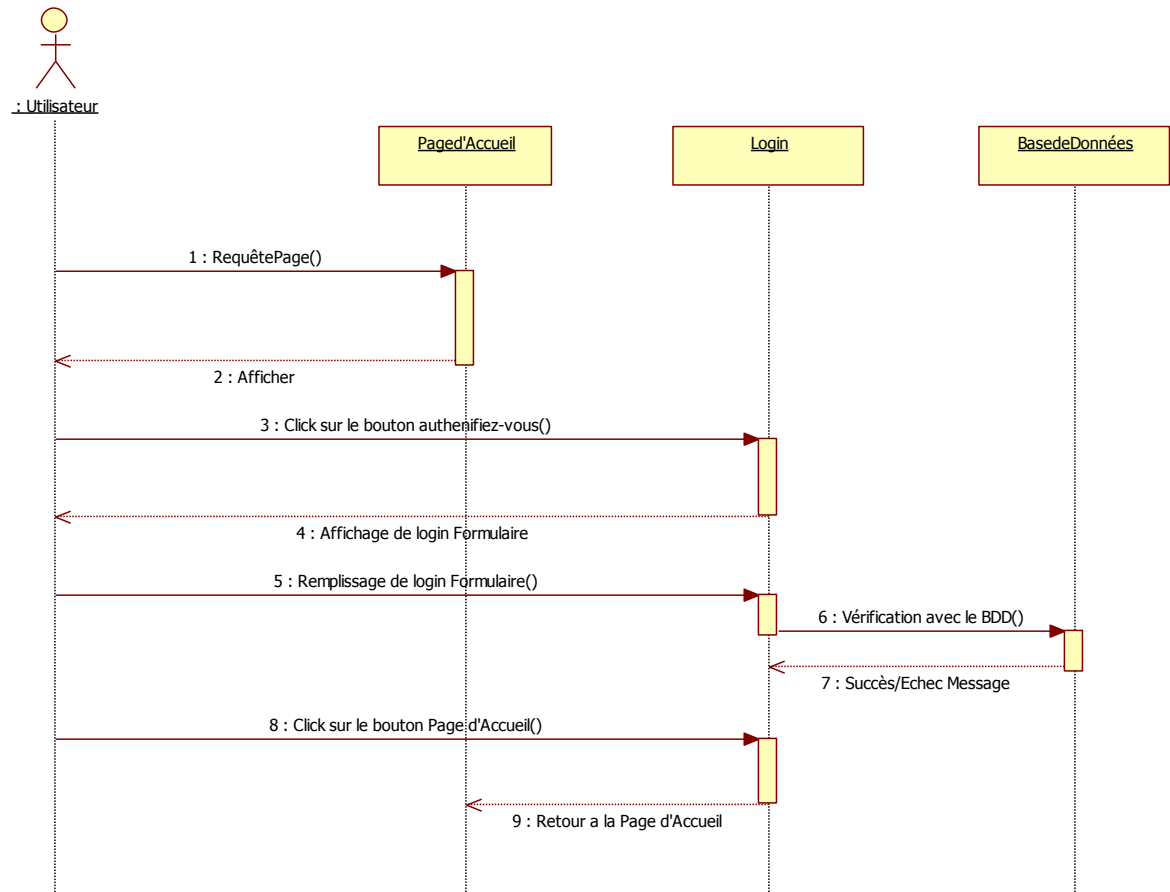 : Utilisateur
Paged'Accueil
Login
BasedeDonnées
1 : RequêtePage()
2 : Afficher
3 : Click sur le bouton authenifiez-vous()
4 : Affichage de login Formulaire
5 : Remplissage de login Formulaire()
6 : Vérification avec le BDD()
7 : Succès/Echec Message
8 : Click sur le bouton Page d'Accueil()
9 : Retour a la Page d'Accueil